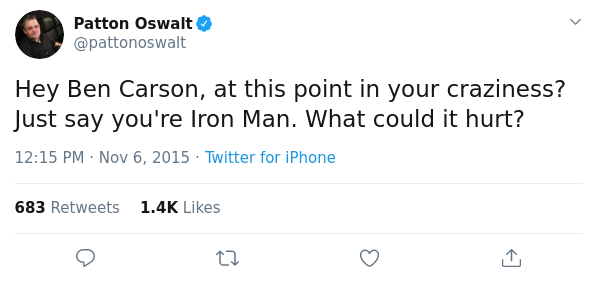 Patton Oswalt
@pattonoswalt
Hey Ben Carson, at this point in your craziness?
Just say you're Iron Man. What could it hurt?
12:15 PM · Nov 6, 2015 · Twitter for iPhone
683 Retweets 1.4K Likes